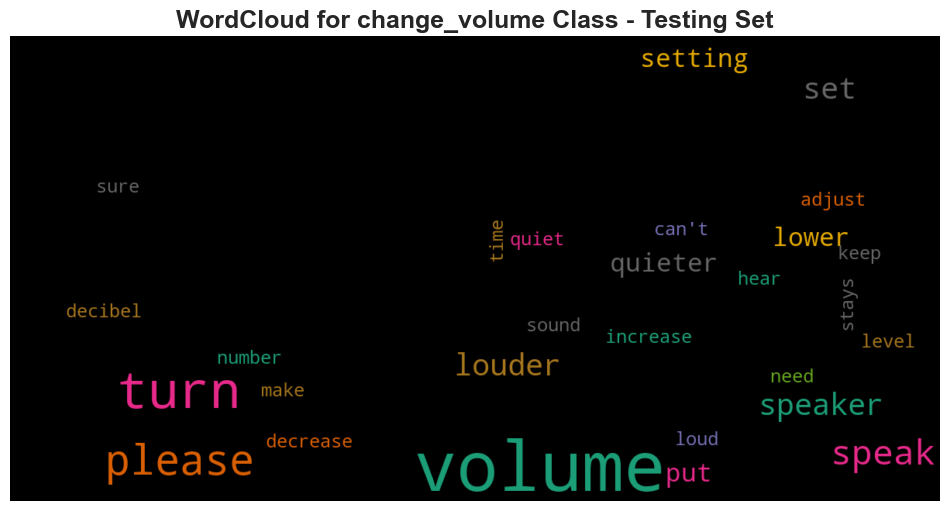 WordCloud for change_volume Class - Testing Set
setting
set
sure
adjust
time
quiet
can't
lower
keep
quieter
hear
stays
decibel
sound
increase
level
number
louder
turn
make
need
speaker
decrease
loud
please
volume
put
speak